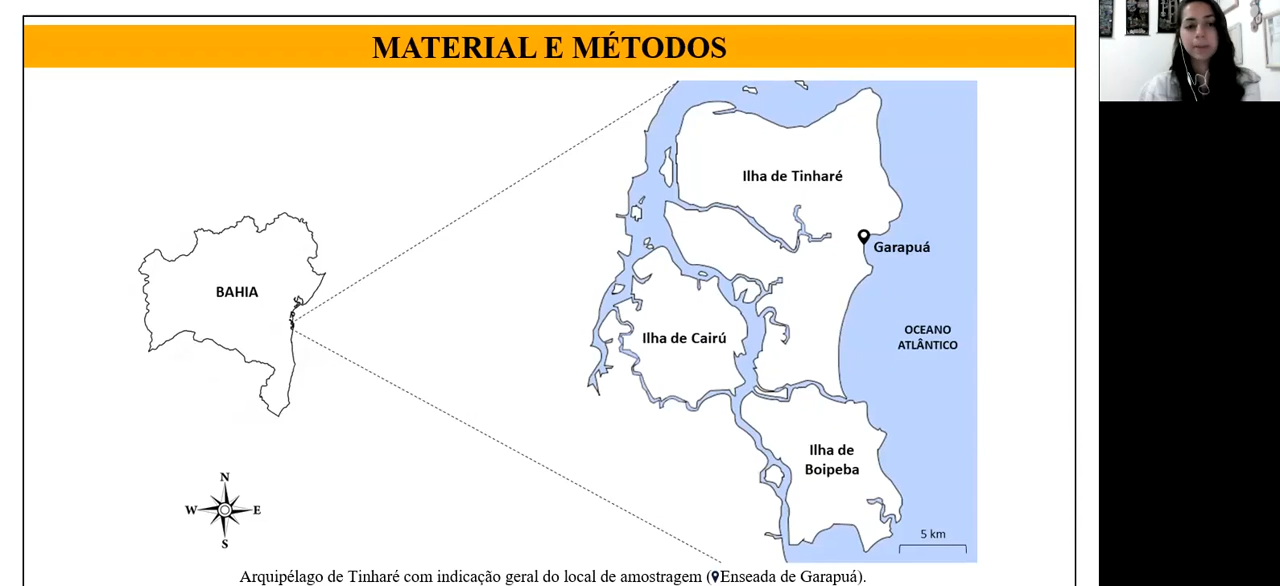 MATERIAL E MÉTODOS
Ilha de Tinharé
Garapuá
BAHIA
OCEANO
ATLÂNTICO
Ilha de Cairú
Ilha de
Boipeba
N
W
E
S
5 km
Arquipélago de Tinharé com indicação geral do local de amostragem (Enseada de Garapuá).